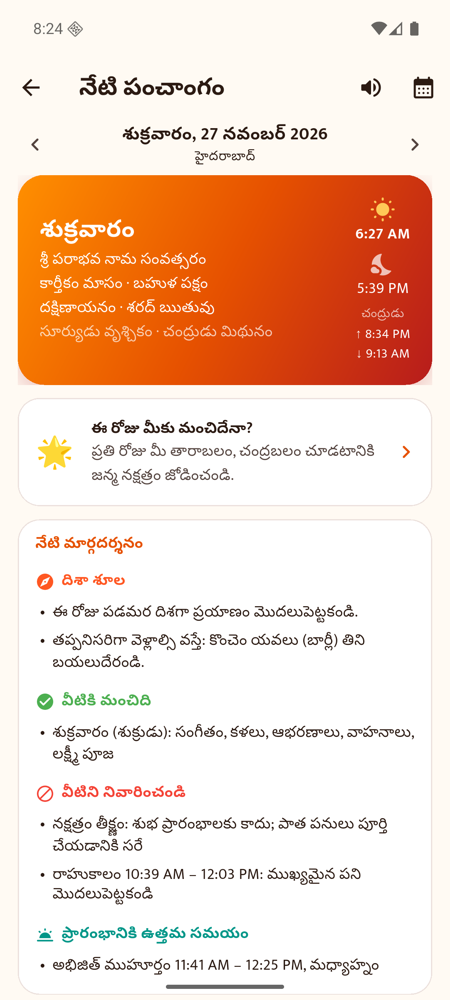 8:24
నేటి పంచాంగం
శుక్రవారం, 27 నవంబర్ 2026
హైదరాబాద్
శుక్రవారం
శ్రీ పరాభవ నామ సంవత్సరం
కార్తీకం మాసం · బహుళ పక్షం
దక్షిణాయనం · శరద్ ఋతువు
సూర్యుడు వృశ్చికం · చంద్రుడు మిథునం
6:27 AM
5:39 PM
చంద్రుడు
↑ 8:34 PM
↓ 9:13 AM
ఈ రోజు మీకు మంచిదేనా?
ప్రతి రోజు మీ తారాబలం, చంద్రబలం చూడటానికి
జన్మ నక్షత్రం జోడించండి.
నేటి మార్గదర్శనం
దిశా శూల
• ఈ రోజు పడమర దిశగా ప్రయాణం మొదలుపెట్టకండి.
• తప్పనిసరిగా వెళ్లాల్సి వస్తే: కొంచెం యవలు (బార్లీ) తిని
బయలుదేరండి.
వీటికి మంచిది
• శుక్రవారం (శుక్రుడు): సంగీతం, కళలు, ఆభరణాలు, వాహనాలు,
లక్ష్మీ పూజ
వీటిని నివారించండి
• నక్షత్రం తీక్ష్ణం: శుభ ప్రారంభాలకు కాదు; పాత పనులు పూర్తి
చేయడానికి సరే
• రాహుకాలం 10:39 AM – 12:03 PM: ముఖ్యమైన పని
మొదలుపెట్టకండి
ప్రారంభానికి ఉత్తమ సమయం
• అభిజిత్ ముహూర్తం 11:41 AM – 12:25 PM, మధ్యాహ్నం